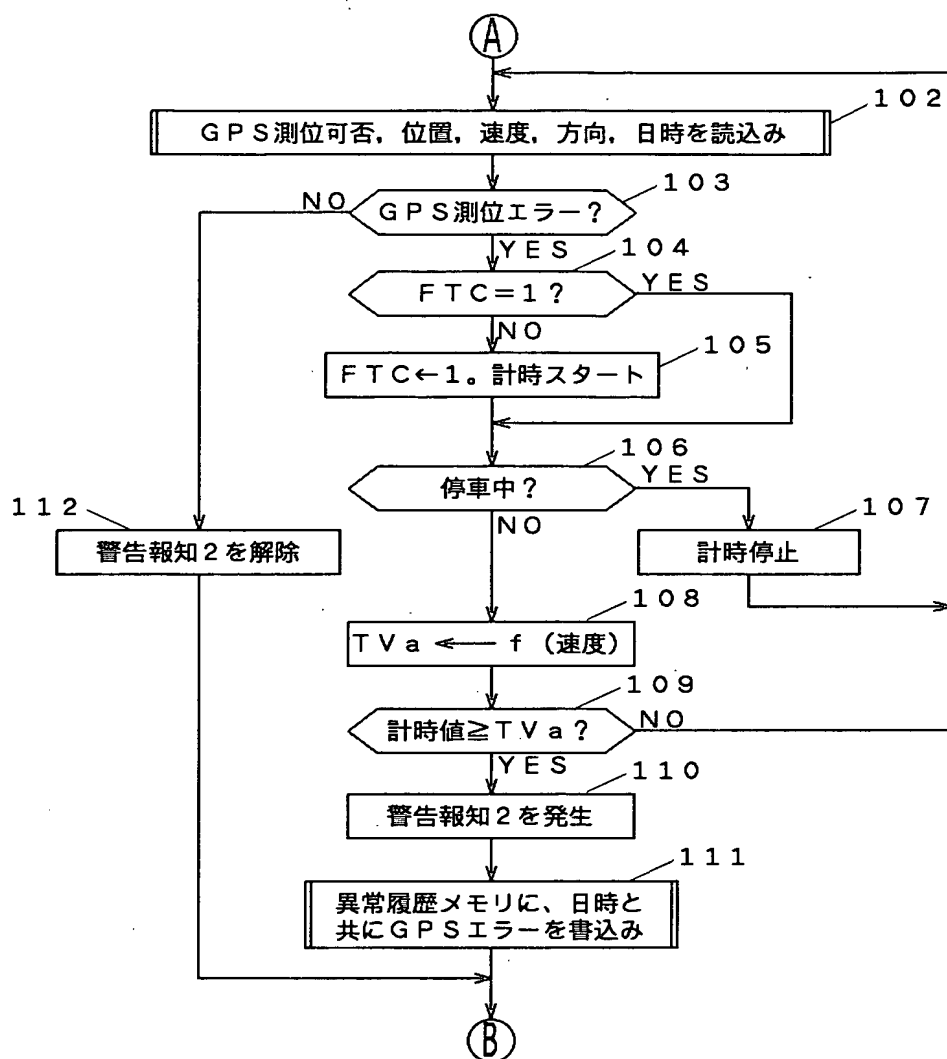 A
102
GPS測位可否,位置,速度,方向,日時を読込み
103
NO
GPS測位エラー?
YES
104
FTC=1?
YES
NO
105
FTC←1。計時スタート
106
停車中?
YES
NO
112
警告報知2を解除
107
計時停止
108
TVa ← f (速度)
109
計時値≧TVa?
NO
YES
110
警告報知2を発生
111
異常履歴メモリに、日時と
共にGPSエラーを書込み
B